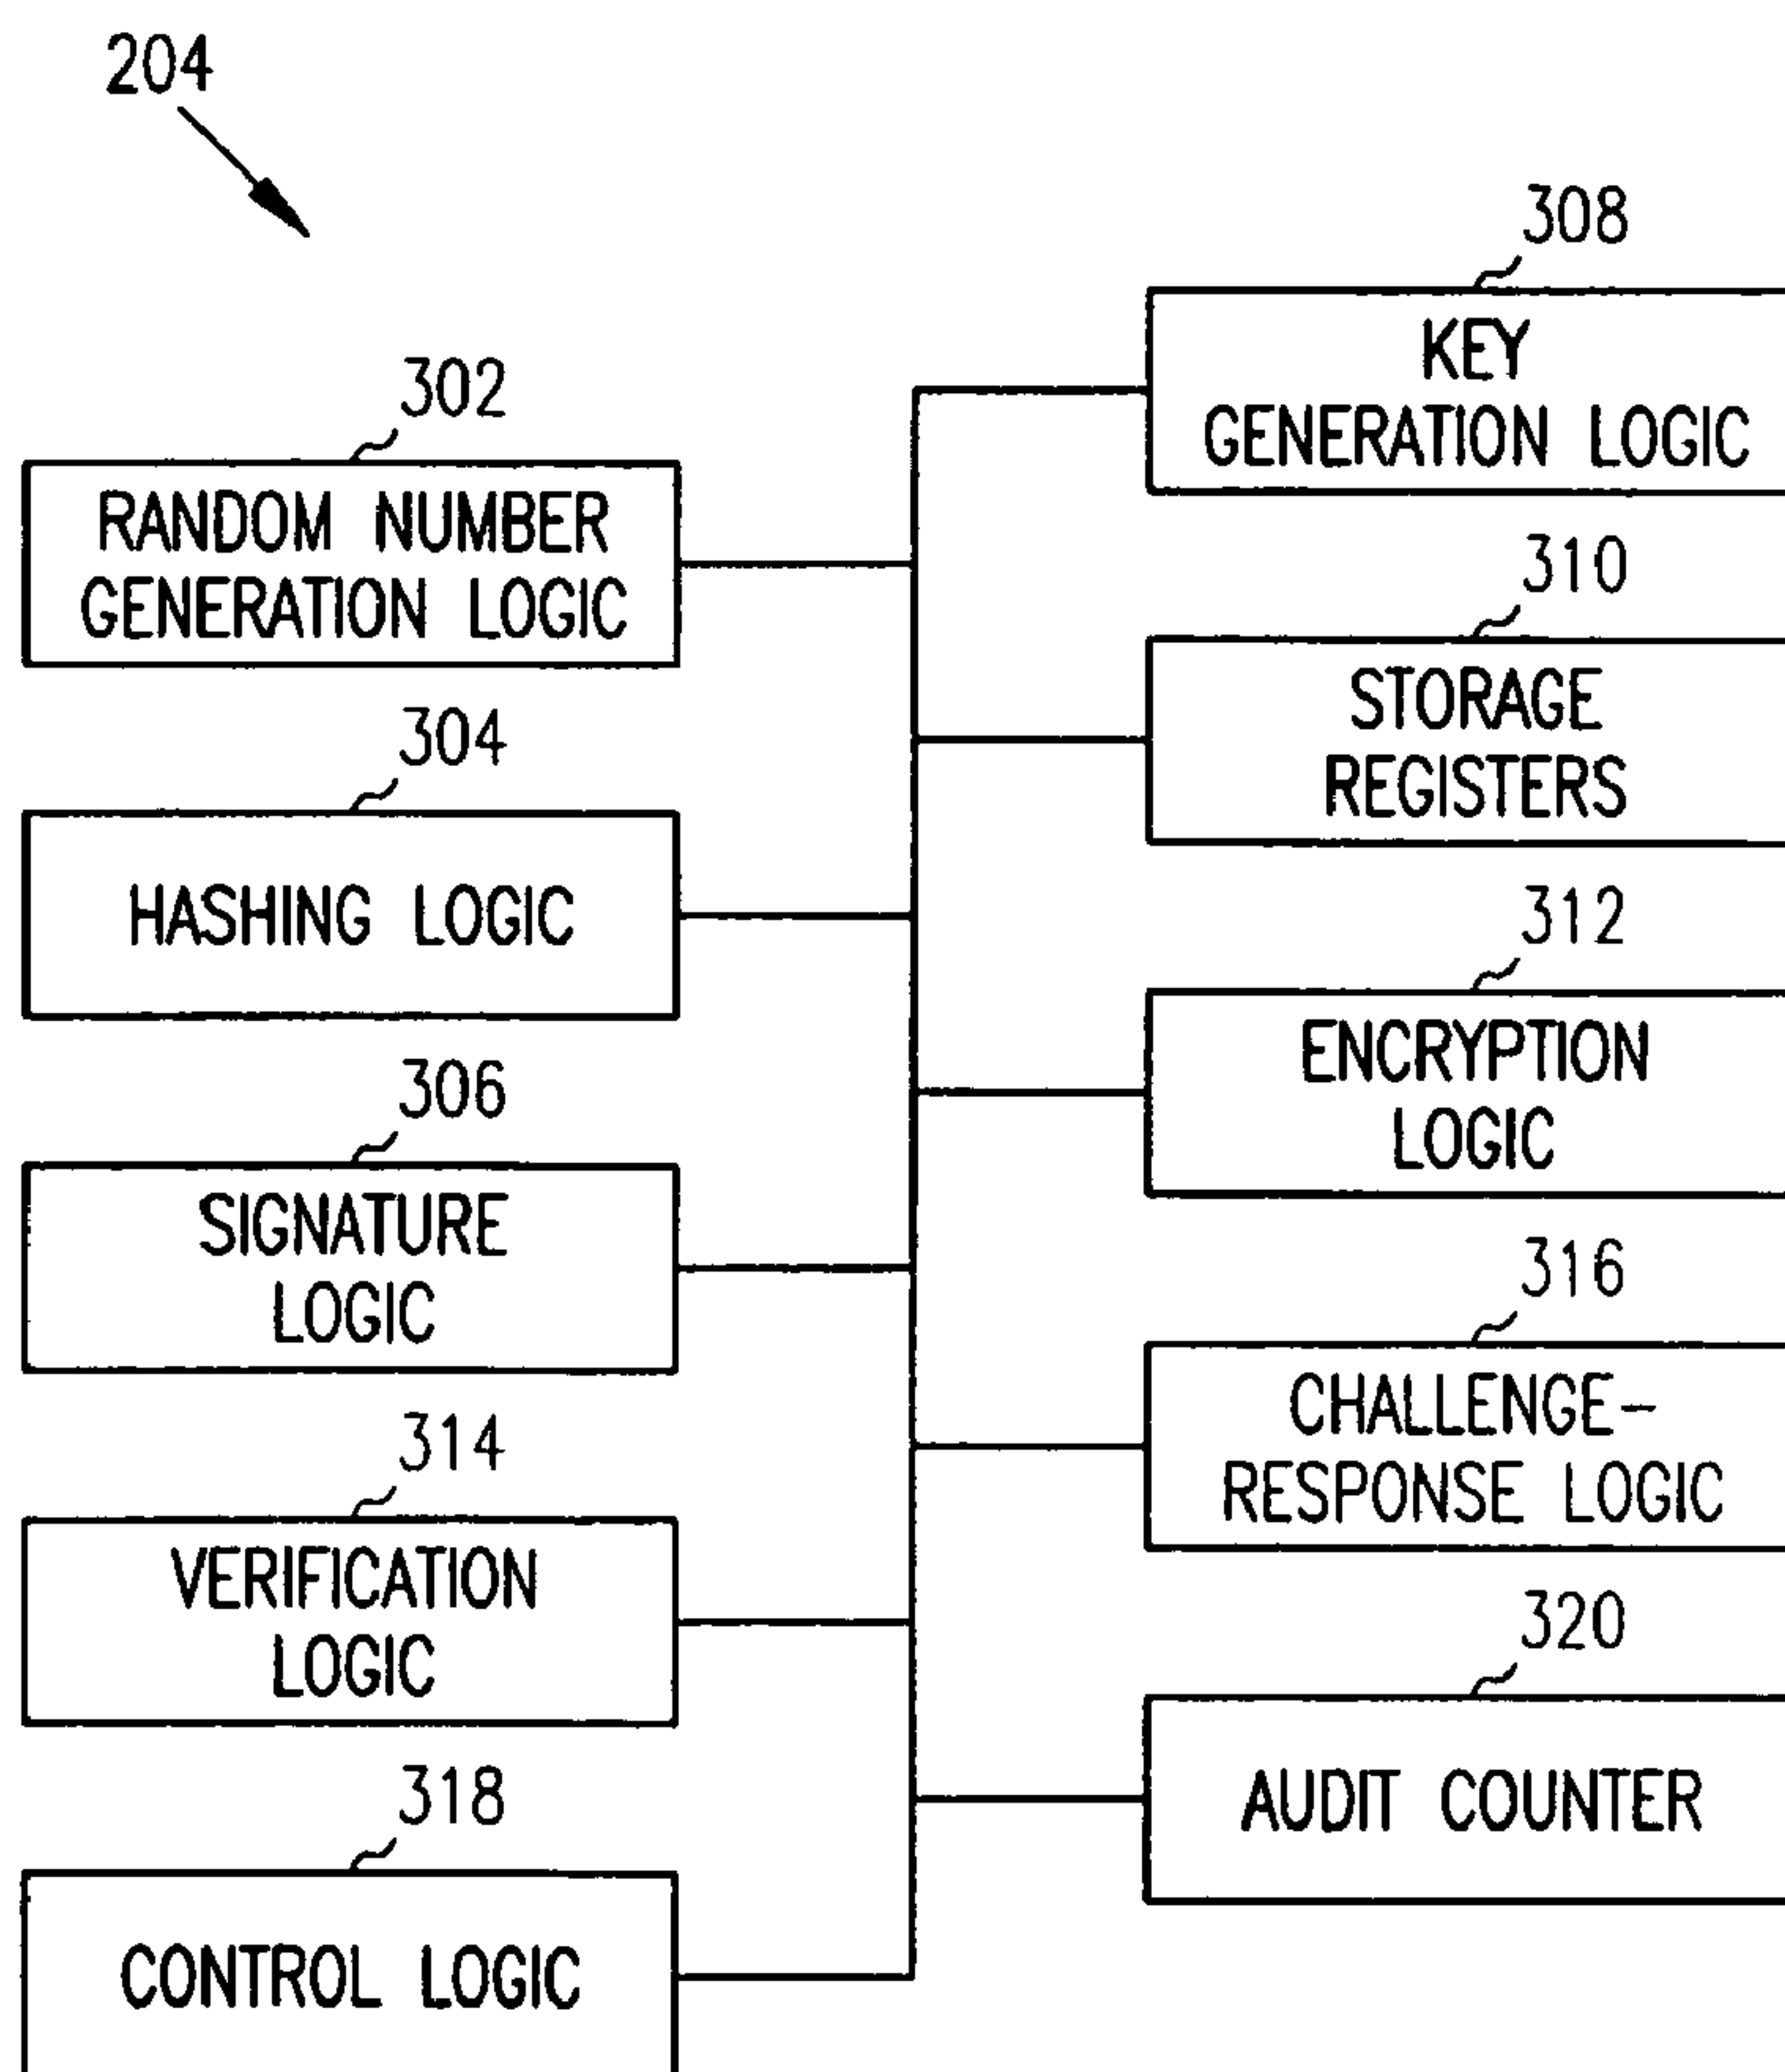 204
302
RANDOM NUMBER
GENERATION LOGIC
304
HASHING LOGIC
306
SIGNATURE
LOGIC
314
VERIFICATION
LOGIC
318
CONTROL LOGIC
308
KEY
GENERATION LOGIC
310
STORAGE
REGISTERS
312
ENCRYPTION
LOGIC
316
CHALLENGE-
RESPONSE LOGIC
320
AUDIT COUNTER